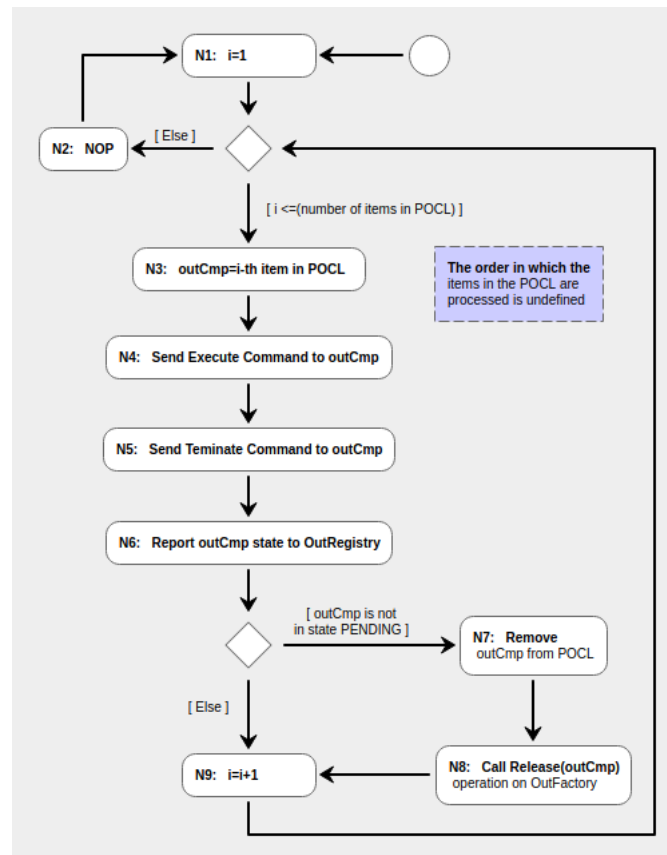 N1: i=1
[ Else ]
N2: NOP
[ i <=(number of items in POCL) ]
N3: outCmp=i-th item in POCL
The order in which the
items in the POCL are
processed is undefined
N4: Send Execute Command to outCmp
N5: Send Teminate Command to outCmp
N6: Report outCmp state to OutRegistry
[ outCmp is not
in state PENDING ]
N7: Remove
outCmp from POCL
[ Else ]
N8: Call Release(outCmp)
operation on OutFactory
N9: i=i+1